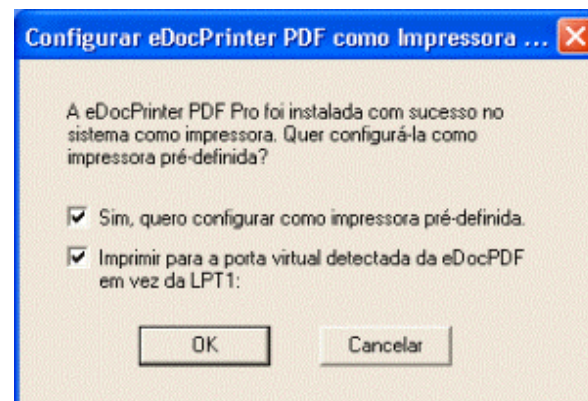 Configurar eDocPrinter PDF como Impressora ...
A eDocPrinter PDF Pro foi instalada com sucesso no
sistema como impressora. Quer configurá-la como
impressora pré-definida?
Sim, quero configurar como impressora pré-definida.
Imprimir para a porta virtual detectada da eDocPDF
em vez da LPT1:
OK Cancelar